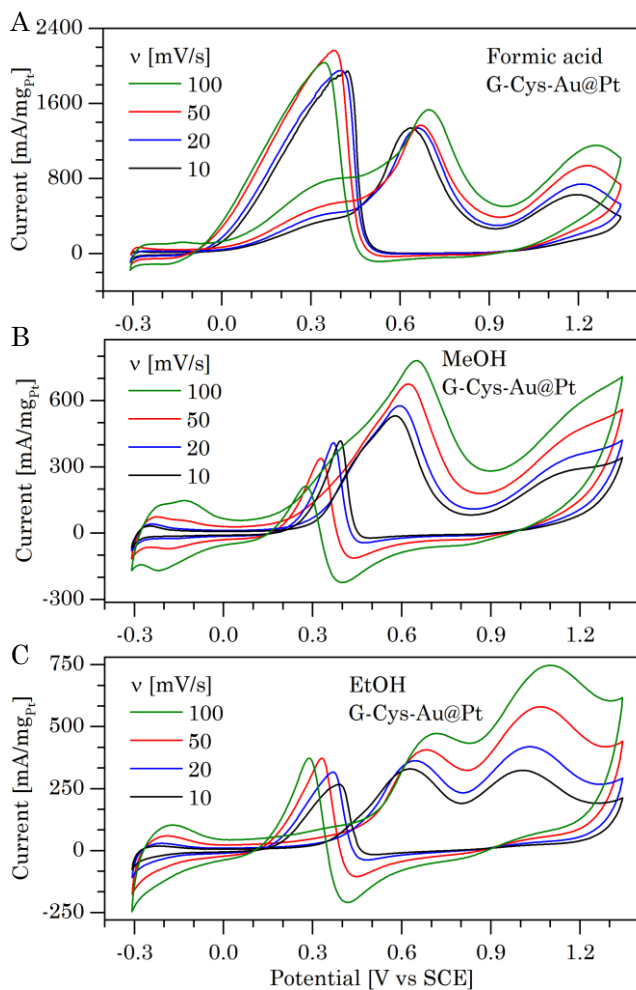 A
2400
1600
800
0
Current [mA/mgPt]
ν [mV/s]
100
50
20
10
Formic acid
G-Cys-Au@Pt
-0.3
0.0
0.3
0.6
0.9
1.2
B
600
300
0
-300
Current [mA/mgPt]
ν [mV/s]
100
50
20
10
MeOH
G-Cys-Au@Pt
-0.3
0.0
0.3
0.6
0.9
1.2
C
750
500
250
0
-250
Current [mA/mgPt]
ν [mV/s]
100
50
20
10
EtOH
G-Cys-Au@Pt
-0.3
0.0
0.3
0.6
0.9
1.2
Potential [V vs SCE]